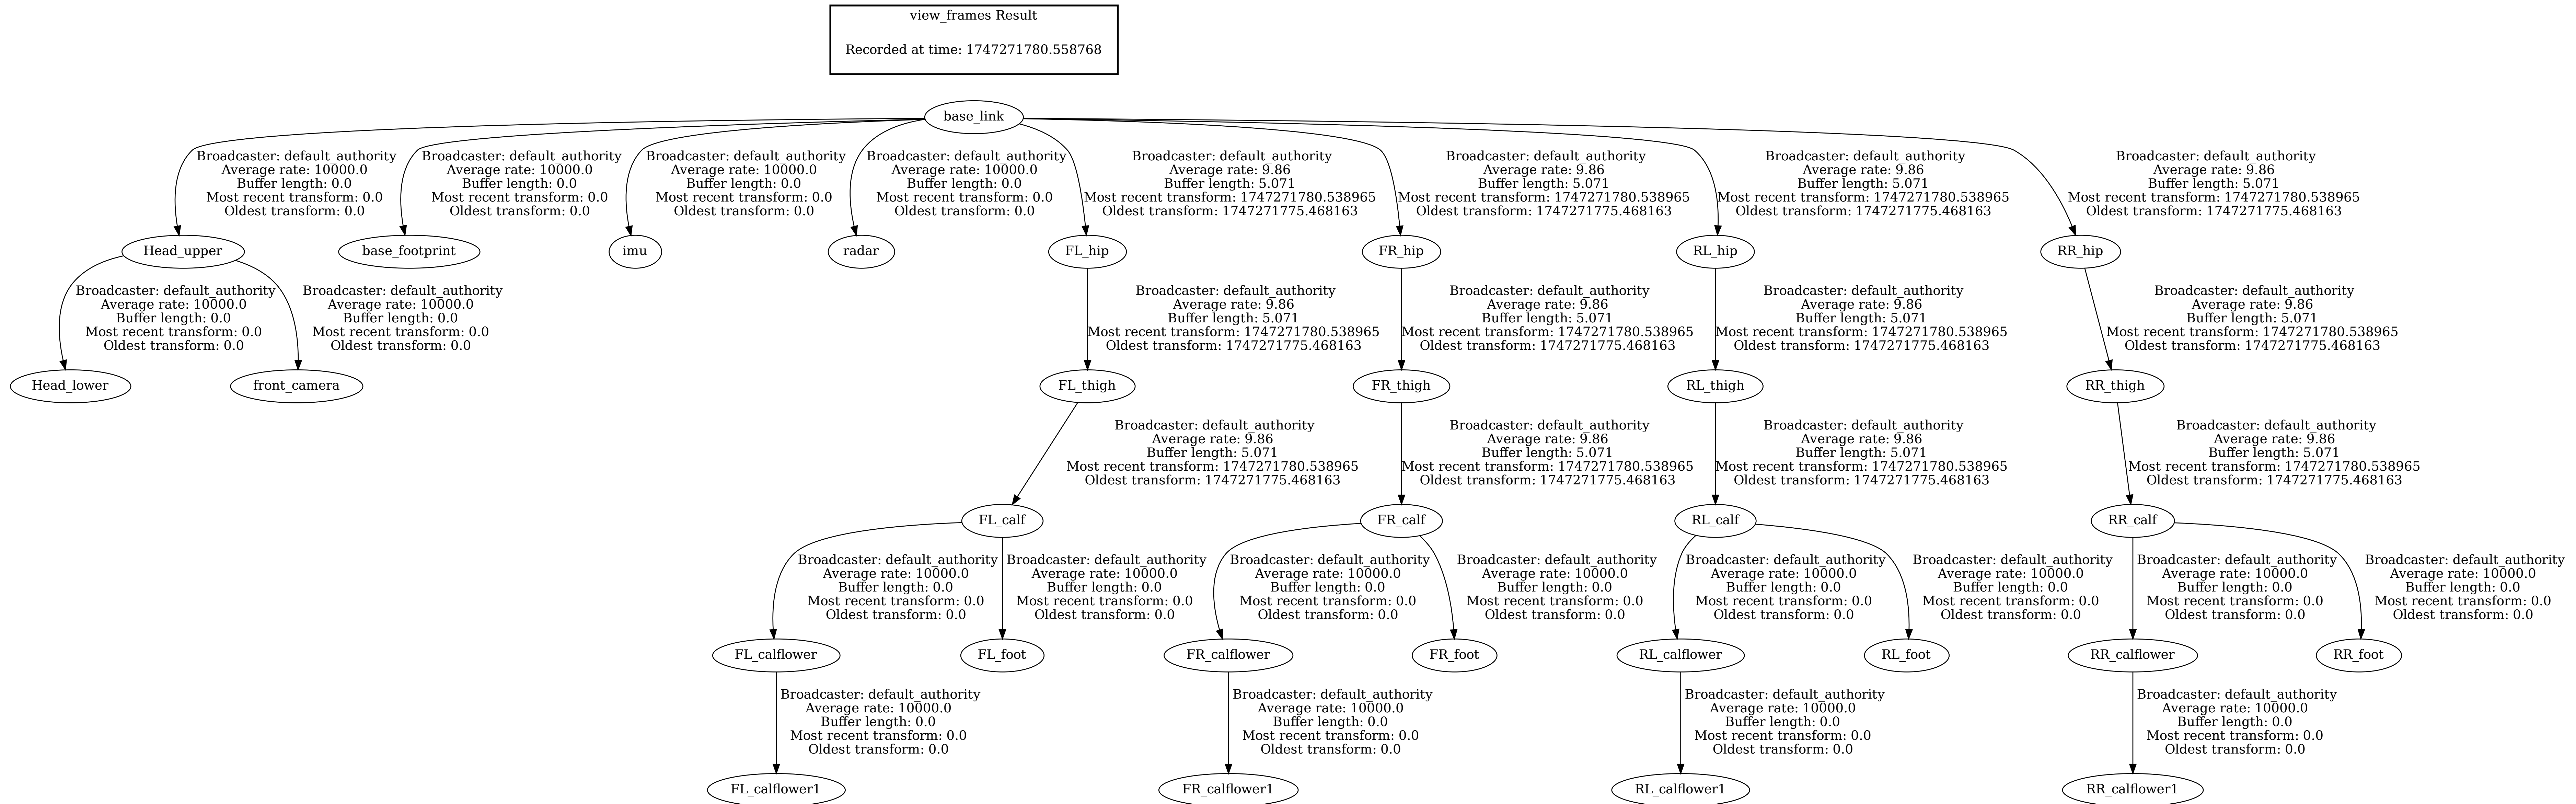 view_frames Result
Recorded at time: 1747271780.558768
base_link
Broadcaster: default_authority
Average rate: 10000.0
Buffer length: 0.0
Most recent transform: 0.0
Oldest transform: 0.0
Broadcaster: default_authority
Average rate: 10000.0
Buffer length: 0.0
Most recent transform: 0.0
Oldest transform: 0.0
Broadcaster: default_authority
Average rate: 10000.0
Buffer length: 0.0
Most recent transform: 0.0
Oldest transform: 0.0
Broadcaster: default_authority
Average rate: 10000.0
Buffer length: 0.0
Most recent transform: 0.0
Oldest transform: 0.0
Broadcaster: default_authority
Average rate: 9.86
Buffer length: 5.071
Most recent transform: 1747271780.538965
Oldest transform: 1747271775.468163
Broadcaster: default_authority
Average rate: 9.86
Buffer length: 5.071
Most recent transform: 1747271780.538965
Oldest transform: 1747271775.468163
Broadcaster: default_authority
Average rate: 9.86
Buffer length: 5.071
Most recent transform: 1747271780.538965
Oldest transform: 1747271775.468163
Broadcaster: default_authority
Average rate: 9.86
Buffer length: 5.071
Most recent transform: 1747271780.538965
Oldest transform: 1747271775.468163
Head_upper
base_footprint
imu
radar
FL_hip
FR_hip
RL_hip
RR_hip
Broadcaster: default_authority
Average rate: 10000.0
Buffer length: 0.0
Most recent transform: 0.0
Oldest transform: 0.0
Broadcaster: default_authority
Average rate: 10000.0
Buffer length: 0.0
Most recent transform: 0.0
Oldest transform: 0.0
Broadcaster: default_authority
Average rate: 9.86
Buffer length: 5.071
Most recent transform: 1747271780.538965
Oldest transform: 1747271775.468163
Broadcaster: default_authority
Average rate: 9.86
Buffer length: 5.071
Most recent transform: 1747271780.538965
Oldest transform: 1747271775.468163
Broadcaster: default_authority
Average rate: 9.86
Buffer length: 5.071
Most recent transform: 1747271780.538965
Oldest transform: 1747271775.468163
Broadcaster: default_authority
Average rate: 9.86
Buffer length: 5.071
Most recent transform: 1747271780.538965
Oldest transform: 1747271775.468163
Head_lower
front_camera
FL_thigh
FR_thigh
RL_thigh
RR_thigh
Broadcaster: default_authority
Average rate: 9.86
Buffer length: 5.071
Most recent transform: 1747271780.538965
Oldest transform: 1747271775.468163
Broadcaster: default_authority
Average rate: 9.86
Buffer length: 5.071
Most recent transform: 1747271780.538965
Oldest transform: 1747271775.468163
Broadcaster: default_authority
Average rate: 9.86
Buffer length: 5.071
Most recent transform: 1747271780.538965
Oldest transform: 1747271775.468163
Broadcaster: default_authority
Average rate: 9.86
Buffer length: 5.071
Most recent transform: 1747271780.538965
Oldest transform: 1747271775.468163
FL_calf
FR_calf
RL_calf
RR_calf
Broadcaster: default_authority
Average rate: 10000.0
Buffer length: 0.0
Most recent transform: 0.0
Oldest transform: 0.0
Broadcaster: default_authority
Average rate: 10000.0
Buffer length: 0.0
Most recent transform: 0.0
Oldest transform: 0.0
Broadcaster: default_authority
Average rate: 10000.0
Buffer length: 0.0
Most recent transform: 0.0
Oldest transform: 0.0
Broadcaster: default_authority
Average rate: 10000.0
Buffer length: 0.0
Most recent transform: 0.0
Oldest transform: 0.0
Broadcaster: default_authority
Average rate: 10000.0
Buffer length: 0.0
Most recent transform: 0.0
Oldest transform: 0.0
Broadcaster: default_authority
Average rate: 10000.0
Buffer length: 0.0
Most recent transform: 0.0
Oldest transform: 0.0
Broadcaster: default_authority
Average rate: 10000.0
Buffer length: 0.0
Most recent transform: 0.0
Oldest transform: 0.0
Broadcaster: default_authority
Average rate: 10000.0
Buffer length: 0.0
Most recent transform: 0.0
Oldest transform: 0.0
FL_calflower
FL_foot
FR_calflower
FR_foot
RL_calflower
RL_foot
RR_calflower
RR_foot
Broadcaster: default_authority
Average rate: 10000.0
Buffer length: 0.0
Most recent transform: 0.0
Oldest transform: 0.0
Broadcaster: default_authority
Average rate: 10000.0
Buffer length: 0.0
Most recent transform: 0.0
Oldest transform: 0.0
Broadcaster: default_authority
Average rate: 10000.0
Buffer length: 0.0
Most recent transform: 0.0
Oldest transform: 0.0
Broadcaster: default_authority
Average rate: 10000.0
Buffer length: 0.0
Most recent transform: 0.0
Oldest transform: 0.0
FL_calflower1
FR_calflower1
RL_calflower1
RR_calflower1